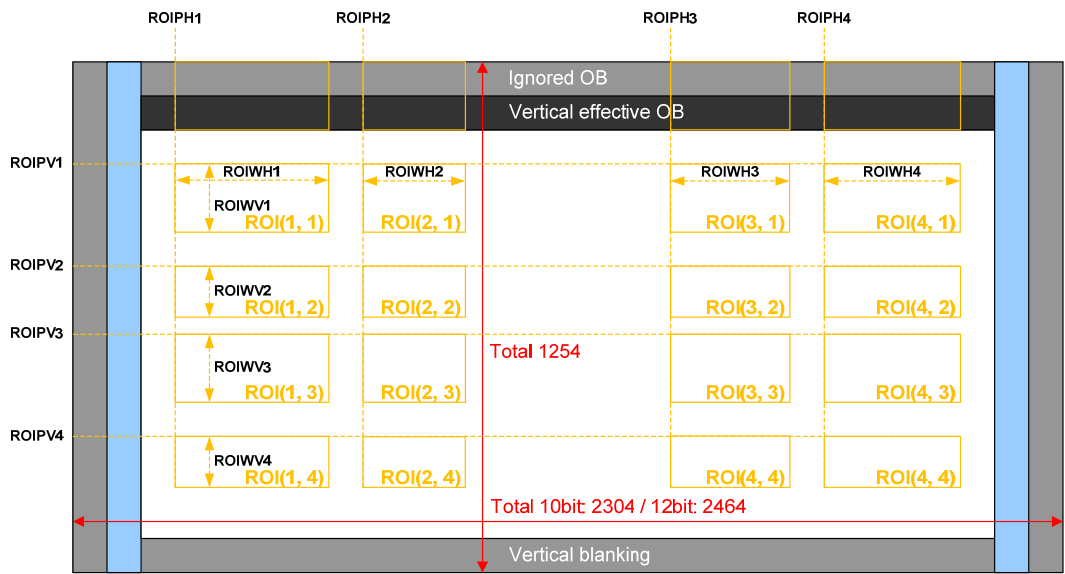 ROIPH1 ROIPH2 ROIPH3 ROIPH4
Ignored OB
Vertical effective OB
ROIPV1
ROIWH1 ROIWH2 ROIWH3 ROIWH4
ROIWV1
ROI(1, 1) ROI(2, 1) ROI(3, 1) ROI(4, 1)
ROIPV2
ROIWV2
ROI(1, 2) ROI(2, 2) ROI(3, 2) ROI(4, 2)
ROIPV3
Total 1254
ROIWV3
ROI(1, 3) ROI(2, 3) ROI(3, 3) ROI(4, 3)
ROIPV4
ROIWV4
ROI(1, 4) ROI(2, 4) ROI(4, 4) ROI(4, 4)
Total 10bit: 2304 / 12bit: 2464
Vertical blanking